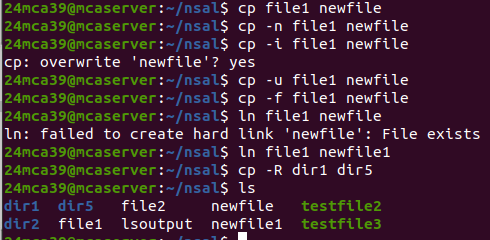 24mca39@mcaserver:~/nsal$ cp file1 newfile
24mca39@mcaserver:~/nsal$ cp -n file1 newfile
24mca39@mcaserver:~/nsal$ cp -i file1 newfile
cp: overwrite 'newfile'? yes
24mca39@mcaserver:~/nsal$ cp -u file1 newfile
24mca39@mcaserver:~/nsal$ cp -f file1 newfile
24mca39@mcaserver:~/nsal$ ln file1 newfile
ln: failed to create hard link 'newfile': File exists
24mca39@mcaserver:~/nsal$ ln file1 newfile1
24mca39@mcaserver:~/nsal$ cp -R dir1 dir5
24mca39@mcaserver:~/nsal$ ls
dir1  dir5   file2     newfile   testfile2
dir2  file1  lsoutput  newfile1  testfile3
24mca39@mcaserver:~/nsal$